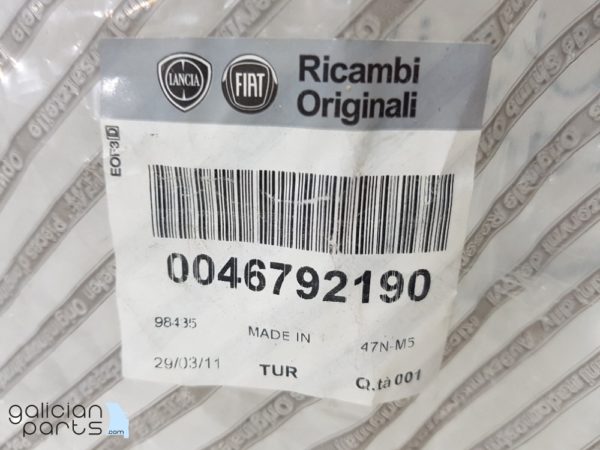 LANCIA
FIAT
Ricambi
Originali
EOF3 D
0046792190
98435
MADE IN
47N-M5
29/03/11
TUR
Q.tà 001
galician
parts.com